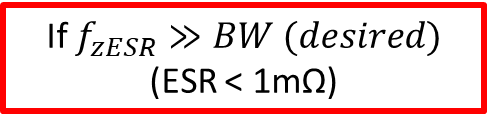 If f_zESR ≫ BW (desired)
(ESR < 1mΩ)